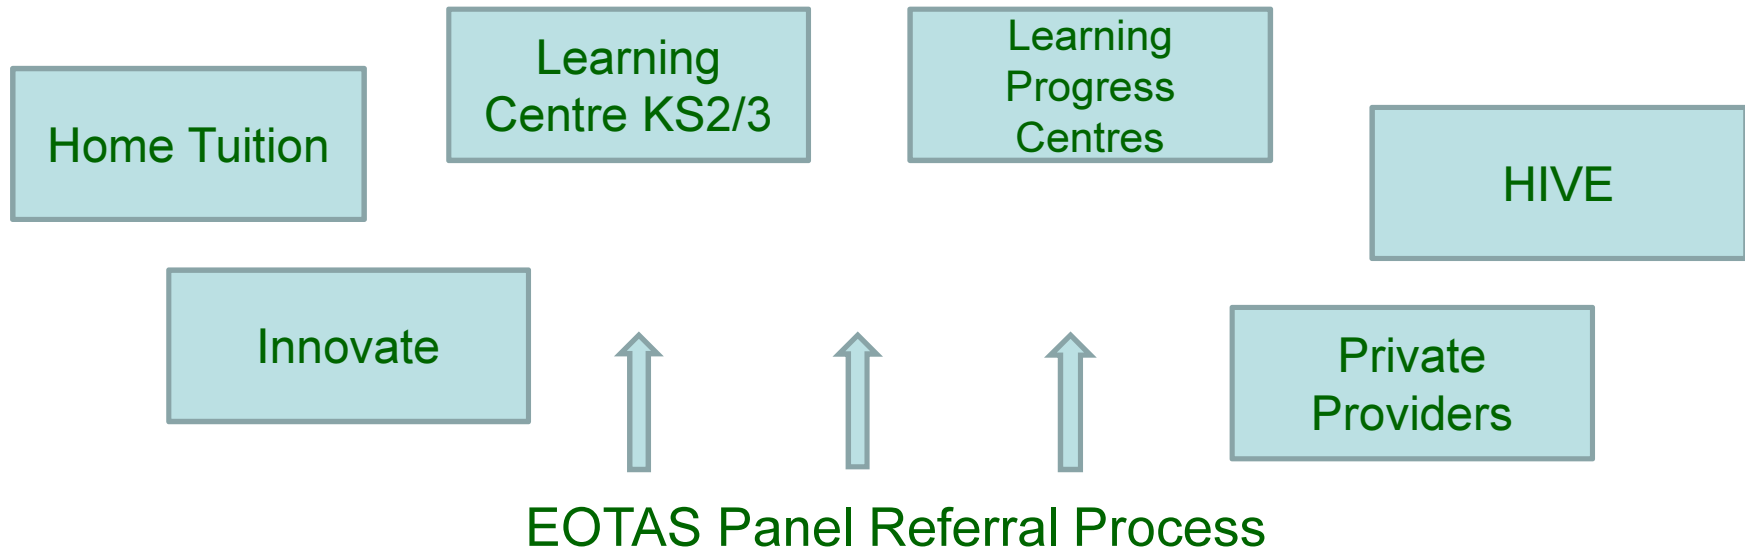 Home Tuition
Learning
Centre KS2/3
Learning
Progress
Centres
HIVE
Innovate
Private
Providers
EOTAS Panel Referral Process